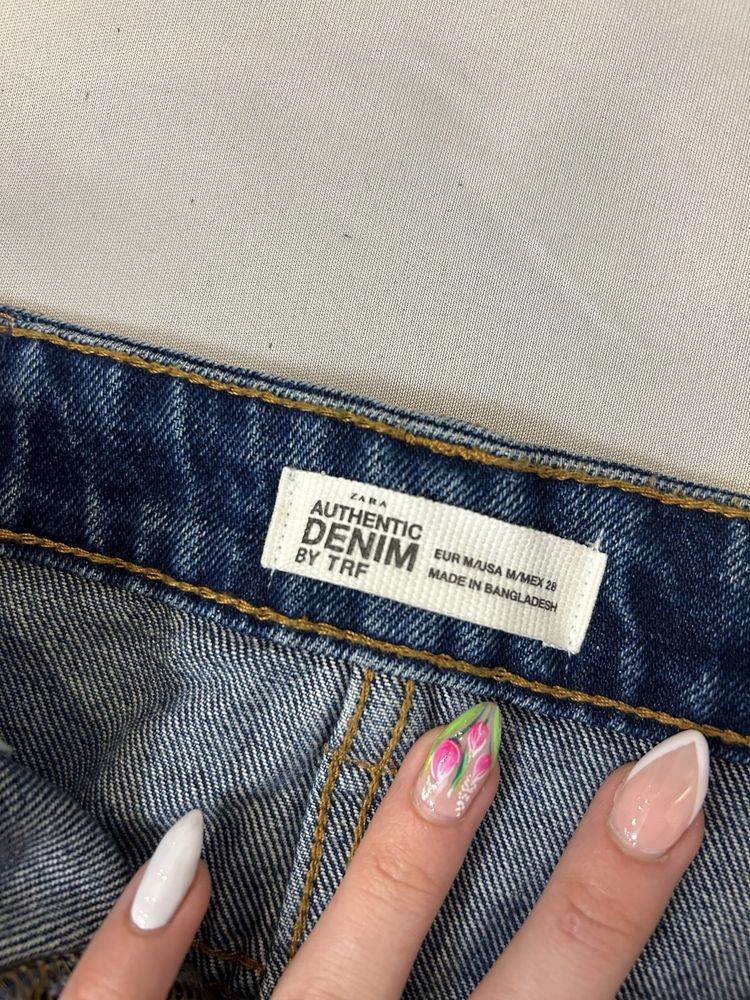 ZARA
AUTHENTIC
DENIM
BY TRF
EUR M/USA M/MEX 28
MADE IN BANGLADESH